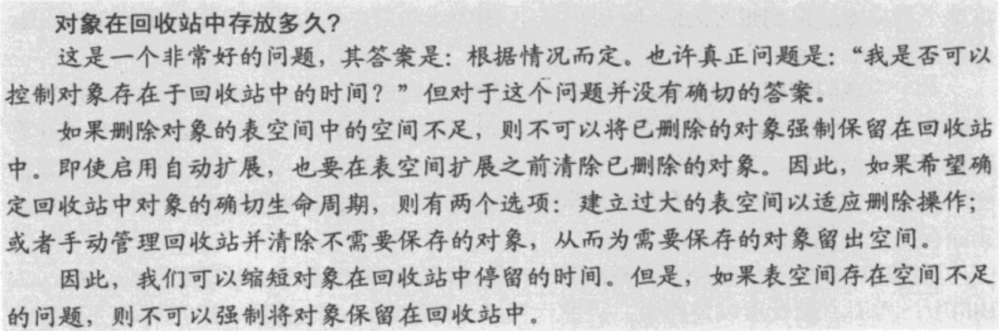 对象在回收站中存放多久?
这是一个非常好的问题，其答案是：根据情况而定。也许真正问题是：“我是否可以
控制对象存在于回收站中的时间？”但对于这个问题并没有确切的答案。
如果删除对象的表空间中的空间不足，则不可以将已删除的对象强制保留在回收站
中。即使启用自动扩展，也要在表空间扩展之前清除已删除的对象。因此，如果希望确
定回收站中对象的确切生命周期，则有两个选项：建立过大的表空间以适应删除操作；
或者手动管理回收站并清除不需要保存的对象，从而为需要保存的对象留出空间。
因此，我们可以缩短对象在回收站中停留的时间。但是，如果表空间存在空间不足
的问题，则不可以强制将对象保留在回收站中。